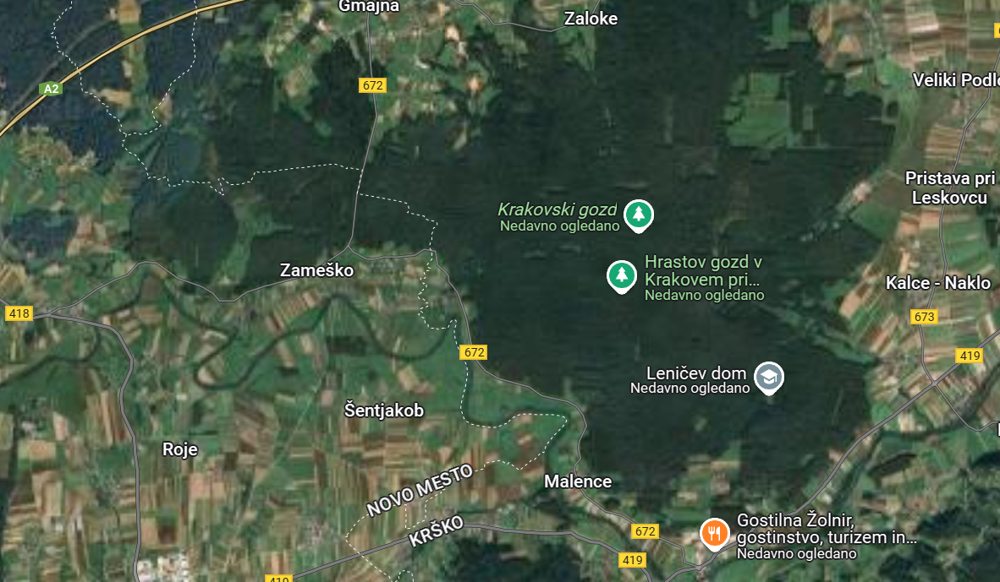 Gmajna
Zaloke
A2
672
Veliki Podlo
Pristava pri
Leskovcu
Krakovski gozd
Nedavno ogledano
Hrastov gozd v
Krakovem pri...
Nedavno ogledano
Zameško
Kalce - Naklo
418
673
672
419
Leničev dom
Nedavno ogledano
Šentjakob
Roje
NOVO MESTO
Malence
KRŠKO
672
Gostilna Žolnir,
gostinstvo, turizem in...
Nedavno ogledano
419
419